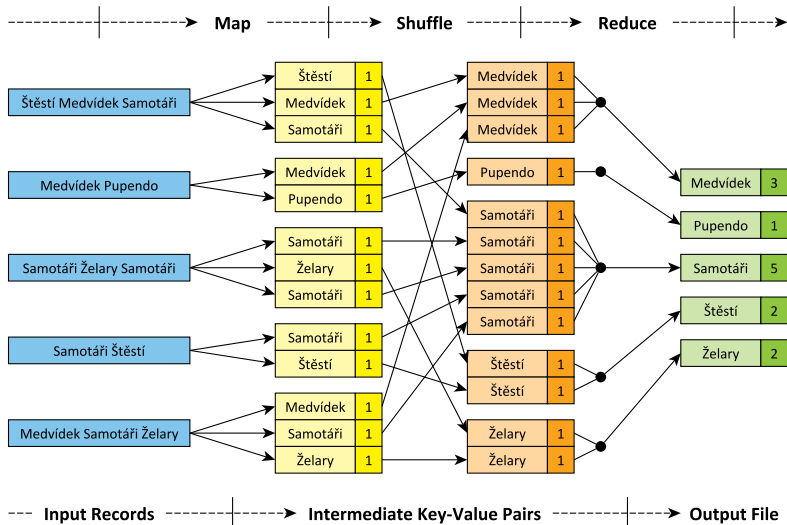 Map Shuffle Reduce
Štěstí Medvídek Samotáři
Medvídek Pupendo
Samotáři Želary Samotáři
Samotáři Štěstí
Medvídek Samotáři Želary
Štěstí 1
Medvídek 1
Samotáři 1
Medvídek 1
Pupendo 1
Samotáři 1
Želary 1
Samotáři 1
Samotáři 1
Štěstí 1
Medvídek 1
Samotáři 1
Želary 1
Medvídek 1
Medvídek 1
Medvídek 1
Pupendo 1
Samotáři 1
Samotáři 1
Samotáři 1
Samotáři 1
Samotáři 1
Štěstí 1
Štěstí 1
Želary 1
Želary 1
Medvídek 3
Pupendo 1
Samotáři 5
Štěstí 2
Želary 2
Input Records Intermediate Key-Value Pairs Output File